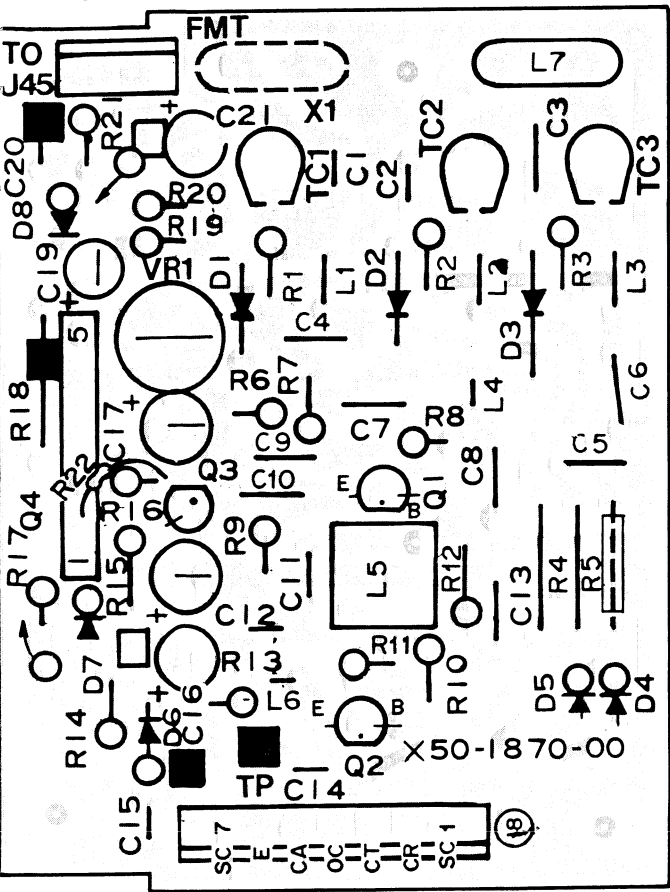 FMT
TO
J45
L7
R21
+
C21
X1
TC1
C1
C2
TC2
C3
TC3
C20
D8
R20
R19
C19
+
VR1
D1
R1
L1
D2
R2
L2
R3
L3
D3
C4
5
R18
C17
+
R6
R7
C7
R8
L4
C6
C9
C5
R22
Q3
C10
E
Q1
B
C8
R17
Q4
R16
R9
1
R15
C11
L5
R12
C13
R4
R5
+
C12
D7
R13
R11
R10
D5
D4
R14
+
D6
C16
L6
E
B
Q2
X50-1870-00
TP
C14
C15
SC7
E
CA
OC
CT
CR
SC1
18